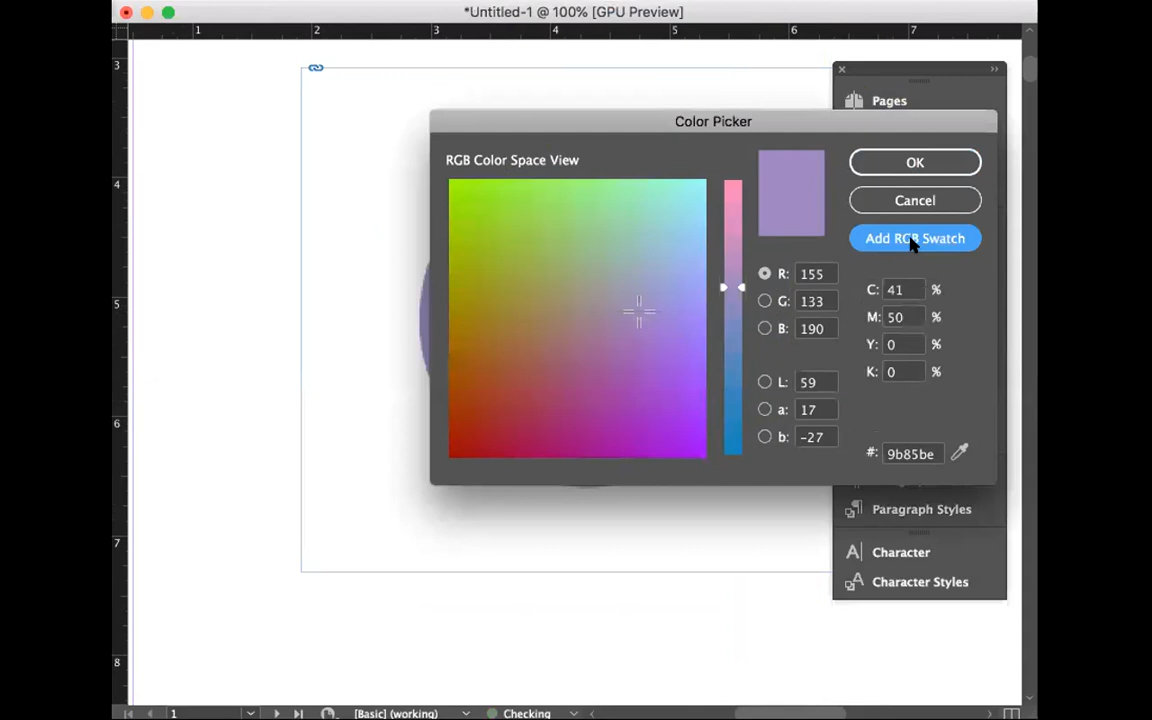 *Untitled-1 @ 100% [GPU Preview]
1 2 3 4 5 6 7
3
4
5
6
7
8
Pages
Color Picker
RGB Color Space View
OK
Cancel
Add RGB Swatch
R: 155
G: 133
B: 190
L: 59
a: 17
b: -27
C: 41 %
M: 50 %
Y: 0 %
K: 0 %
#: 9b85be
Paragraph Styles
Character
Character Styles
1
[Basic] (working)
Checking